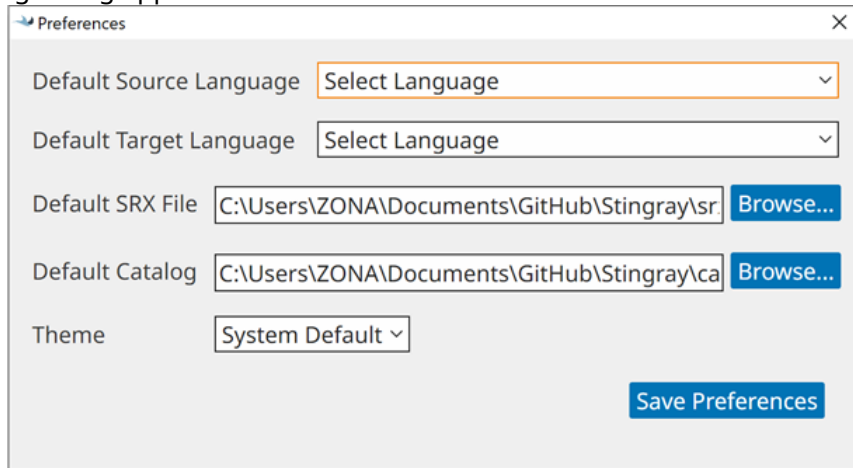 Preferences
Default Source Language Select Language
Default Target Language Select Language
Default SRX File C:\Users\ZONA\Documents\GitHub\Stingray\sr Browse...
Default Catalog C:\Users\ZONA\Documents\GitHub\Stingray\ca Browse...
Theme System Default
Save Preferences